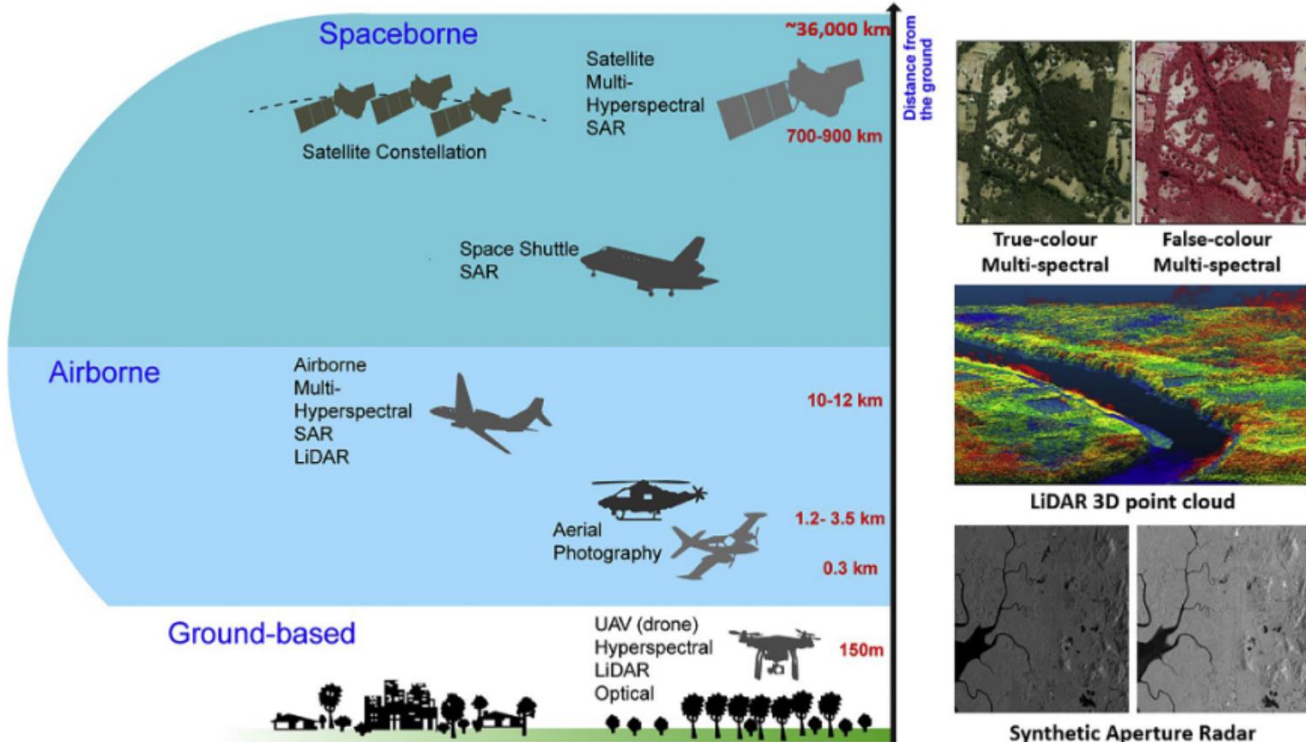 Spaceborne
~36,000 km
Distance from
the ground
Satellite
Multi-
Hyperspectral
SAR
700-900 km
Satellite Constellation
Space Shuttle
SAR
Airborne
Airborne
Multi-
Hyperspectral
SAR
LiDAR
10-12 km
1.2- 3.5 km
Aerial
Photography
0.3 km
Ground-based
UAV (drone)
Hyperspectral
LiDAR
Optical
150m
True-colour
Multi-spectral
False-colour
Multi-spectral
LiDAR 3D point cloud
Synthetic Aperture Radar